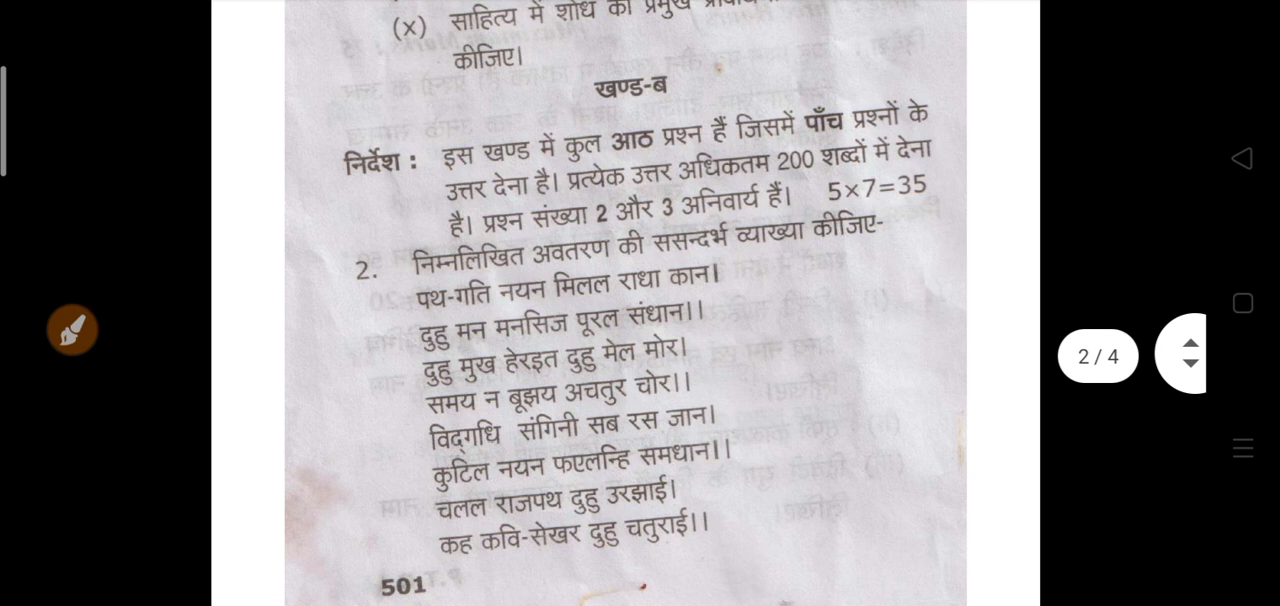 (x) साहित्य में शोध की प्रमुख
कीजिए।
खण्ड-ब
निर्देश : इस खण्ड में कुल आठ प्रश्न हैं जिसमें पाँच प्रश्नों के
उत्तर देना है। प्रत्येक उत्तर अधिकतम 200 शब्दों में देना
है। प्रश्न संख्या 2 और 3 अनिवार्य हैं। 5×7=35
2. निम्नलिखित अवतरण की ससन्दर्भ व्याख्या कीजिए-
पथ-गति नयन मिलल राधा कान।
दुहु मन मनसिज पूरल संधान।।
दुहु मुख हेरइत दुहु मेल मोर।
समय न बूझय अचतुर चोर।।
विद्गधि संगिनी सब रस जान।
कुटिल नयन फएलन्हि समधान।।
चलल राजपथ दुहु उरझाई।
कह कवि-सेखर दुहु चतुराई।।
501
2 / 4